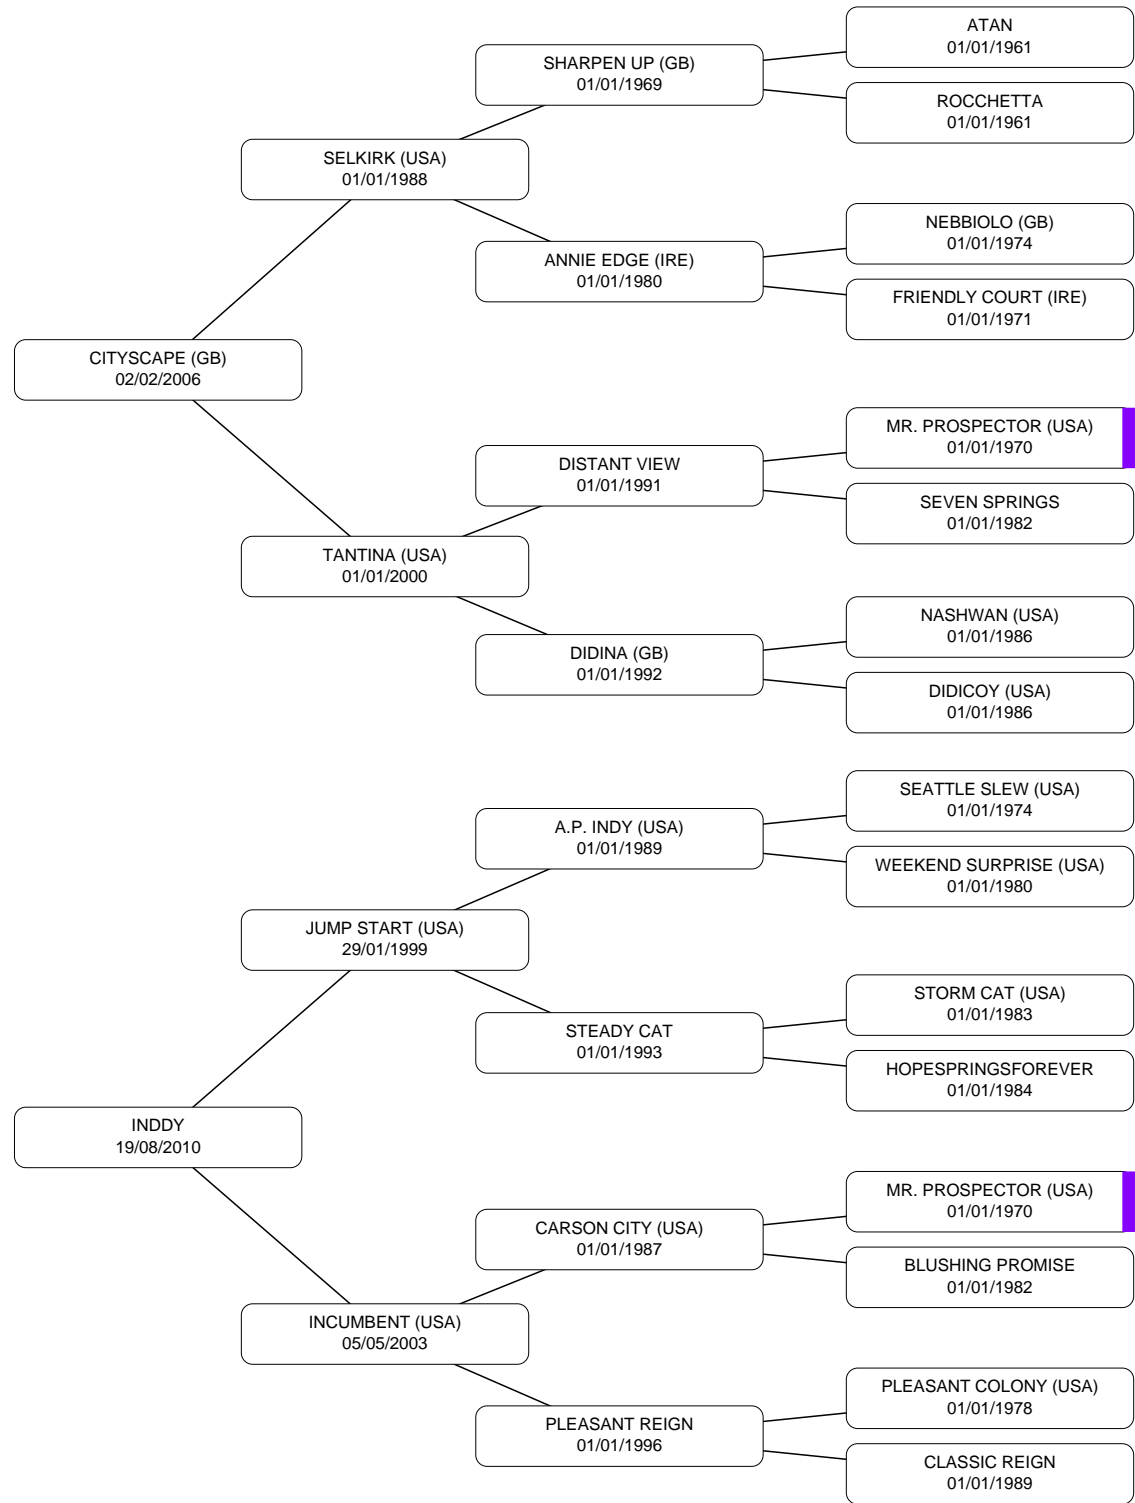 ATAN
01/01/1961
SHARPEN UP (GB)
01/01/1969
ROCCHETTA
01/01/1961
SELKIRK (USA)
01/01/1988
NEBBIOLO (GB)
01/01/1974
ANNIE EDGE (IRE)
01/01/1980
FRIENDLY COURT (IRE)
01/01/1971
CITYSCAPE (GB)
02/02/2006
MR. PROSPECTOR (USA)
01/01/1970
DISTANT VIEW
01/01/1991
SEVEN SPRINGS
01/01/1982
TANTINA (USA)
01/01/2000
NASHWAN (USA)
01/01/1986
DIDINA (GB)
01/01/1992
DIDICOY (USA)
01/01/1986
SEATTLE SLEW (USA)
01/01/1974
A.P. INDY (USA)
01/01/1989
WEEKEND SURPRISE (USA)
01/01/1980
JUMP START (USA)
29/01/1999
STORM CAT (USA)
01/01/1983
STEADY CAT
01/01/1993
HOPESPRINGSFOREVER
01/01/1984
INDDY
19/08/2010
MR. PROSPECTOR (USA)
01/01/1970
CARSON CITY (USA)
01/01/1987
BLUSHING PROMISE
01/01/1982
INCUMBENT (USA)
05/05/2003
PLEASANT COLONY (USA)
01/01/1978
PLEASANT REIGN
01/01/1996
CLASSIC REIGN
01/01/1989